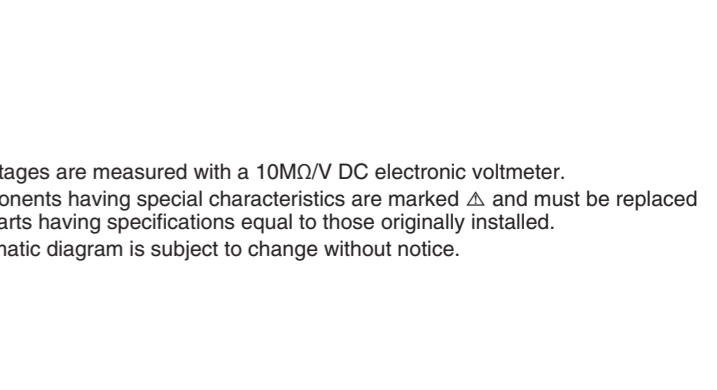 tages are measured with a 10MΩ/V DC electronic voltmeter.
onents having special characteristics are marked ⚠ and must be replaced
arts having specifications equal to those originally installed.
matic diagram is subject to change without notice.